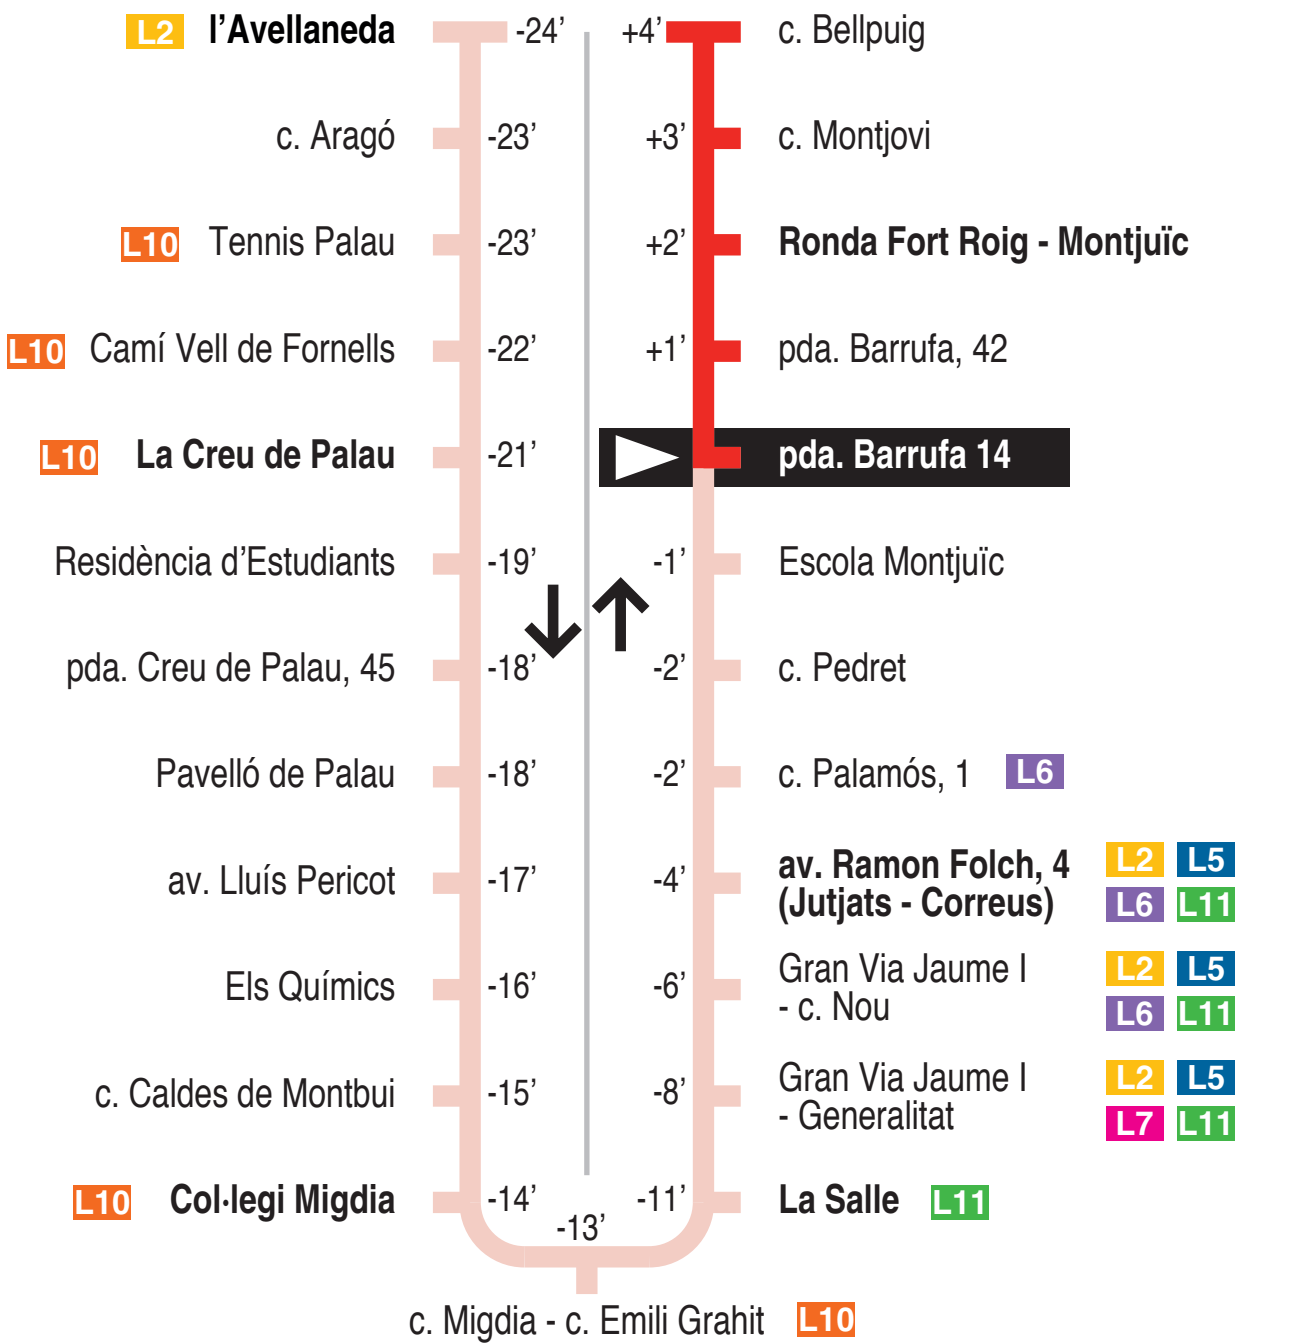 L2 l’Avellaneda -24’
c. Aragó -23’
L10 Tennis Palau -23’
L10 Camí Vell de Fornells -22’
L10 La Creu de Palau -21’
Residència d’Estudiants -19’
pda. Creu de Palau, 45 -18’
Pavelló de Palau -18’
av. Lluís Pericot -17’
Els Químics -16’
c. Caldes de Montbui -15’
L10 Col·legi Migdia -14’
-13’
c. Migdia - c. Emili Grahit L10
+4’ c. Bellpuig
+3’ c. Montjovi
+2’ Ronda Fort Roig - Montjuïc
+1’ pda. Barrufa, 42
pda. Barrufa 14
-1’ Escola Montjuïc
-2’ c. Pedret
-2’ c. Palamós, 1 L6
-4’ av. Ramon Folch, 4 L2 L5
(Jutjats - Correus) L6 L11
-6’ Gran Via Jaume I L2 L5
- c. Nou L6 L11
-8’ Gran Via Jaume I L2 L5
- Generalitat L7 L11
-11’ La Salle L11